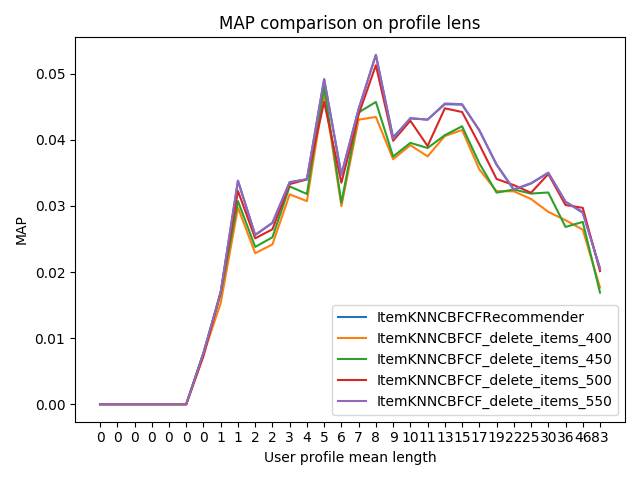 MAP comparison on profile lens
0.05
0.04
0.03
0.02
0.01
0.00
MAP
ItemKNNCBFCFRecommender
ItemKNNCBFCF_delete_items_400
ItemKNNCBFCF_delete_items_450
ItemKNNCBFCF_delete_items_500
ItemKNNCBFCF_delete_items_550
0 0 0 0 0 0 0 1 1 2 2 3 4 5 6 7 8 9 10 11 13 15 17 19 22 25 30 36 46 83
User profile mean length